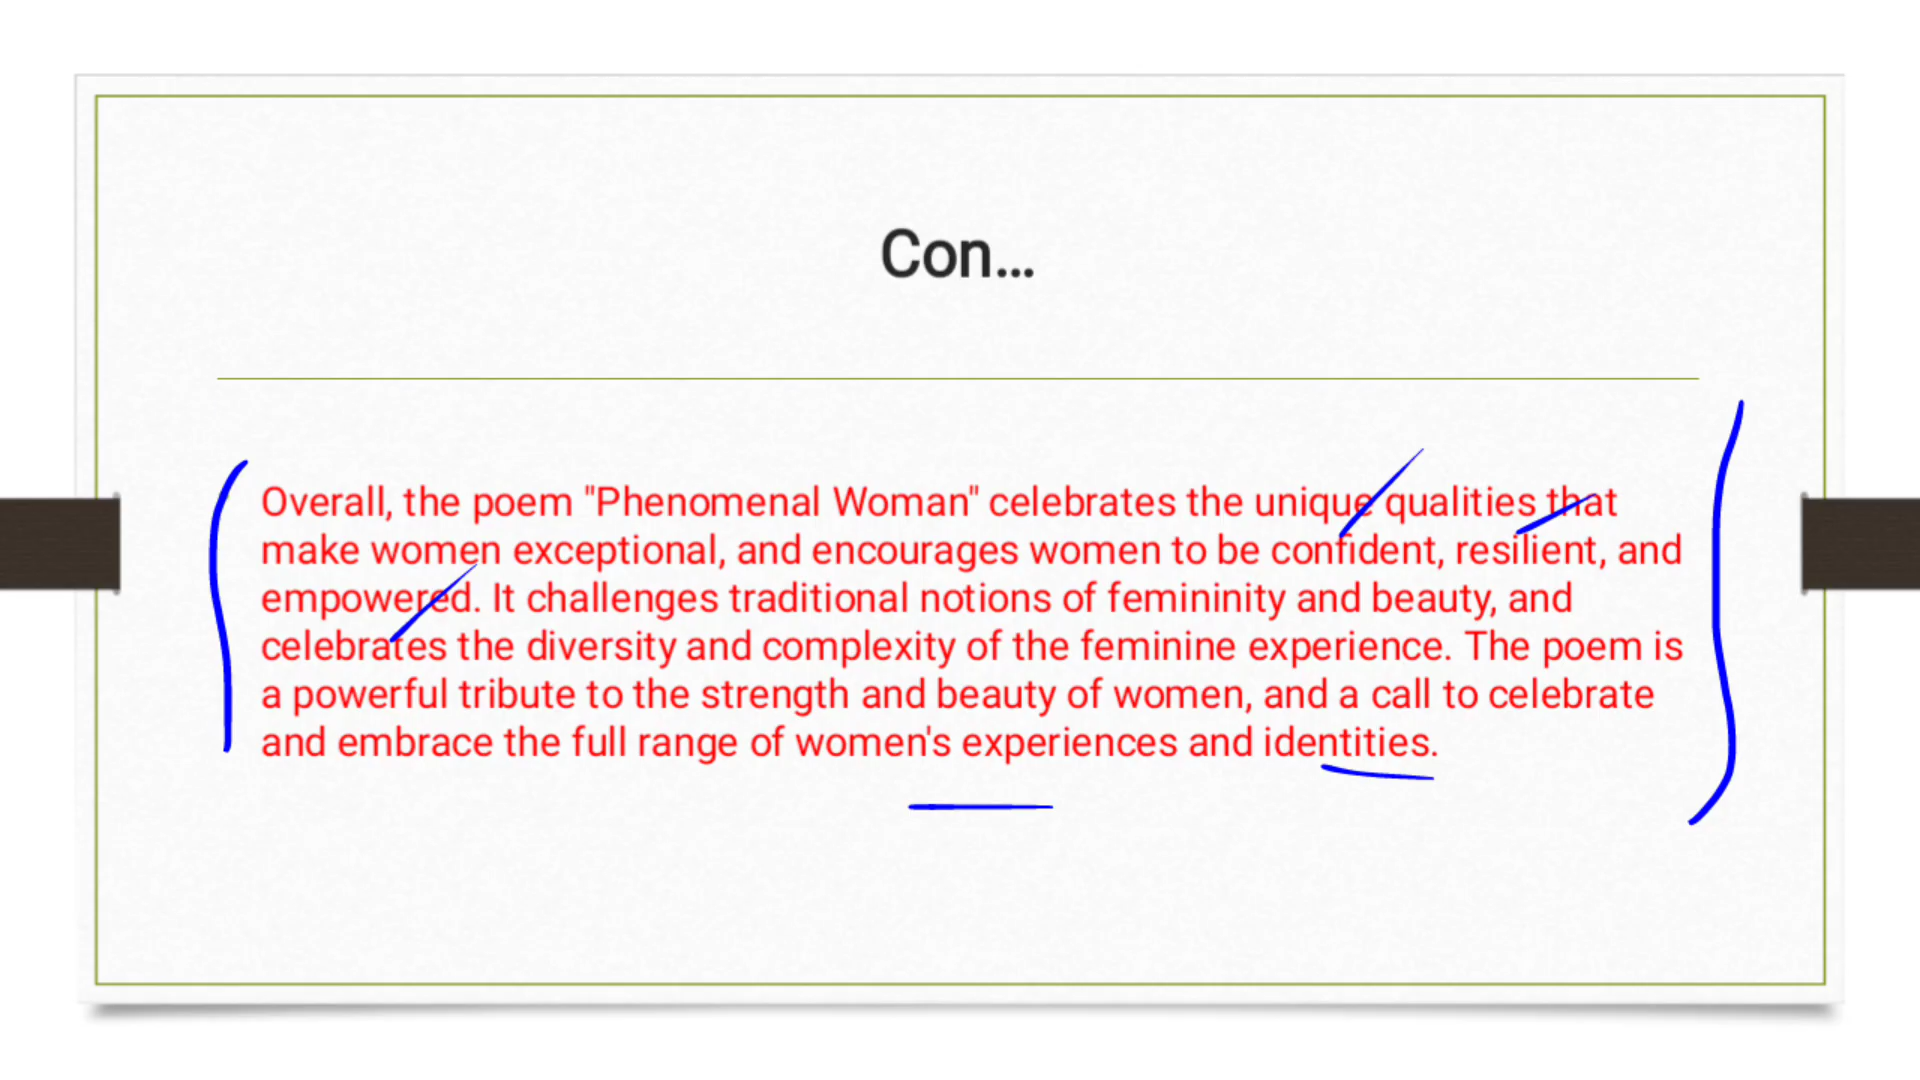 Con...
Overall, the poem "Phenomenal Woman" celebrates the unique qualities that
make women exceptional, and encourages women to be confident, resilient, and
empowered. It challenges traditional notions of femininity and beauty, and
celebrates the diversity and complexity of the feminine experience. The poem is
a powerful tribute to the strength and beauty of women, and a call to celebrate
and embrace the full range of women's experiences and identities.